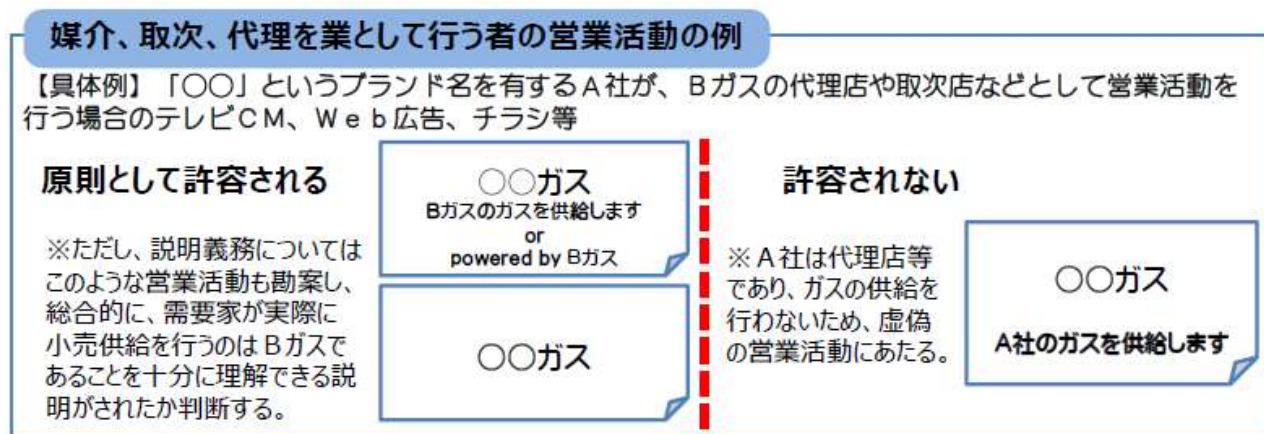 媒介、取次、代理を業として行う者の営業活動の例
【具体例】「○○」というブランド名を有するA社が、Bガスの代理店や取次店などとして営業活動を
行う場合のテレビCM、Web広告、チラシ等
原則として許容される
※ただし、説明義務については
このような営業活動も勘案し、
総合的に、需要家が実際に
小売供給を行うのはBガスで
あることを十分に理解できる説
明がされたか判断する。
○○ガス
Bガスのガスを供給します
or
powered by Bガス
○○ガス
許容されない
※A社は代理店等
であり、ガスの供給を
行わないため、虚偽
の営業活動にあたる。
○○ガス
A社のガスを供給します